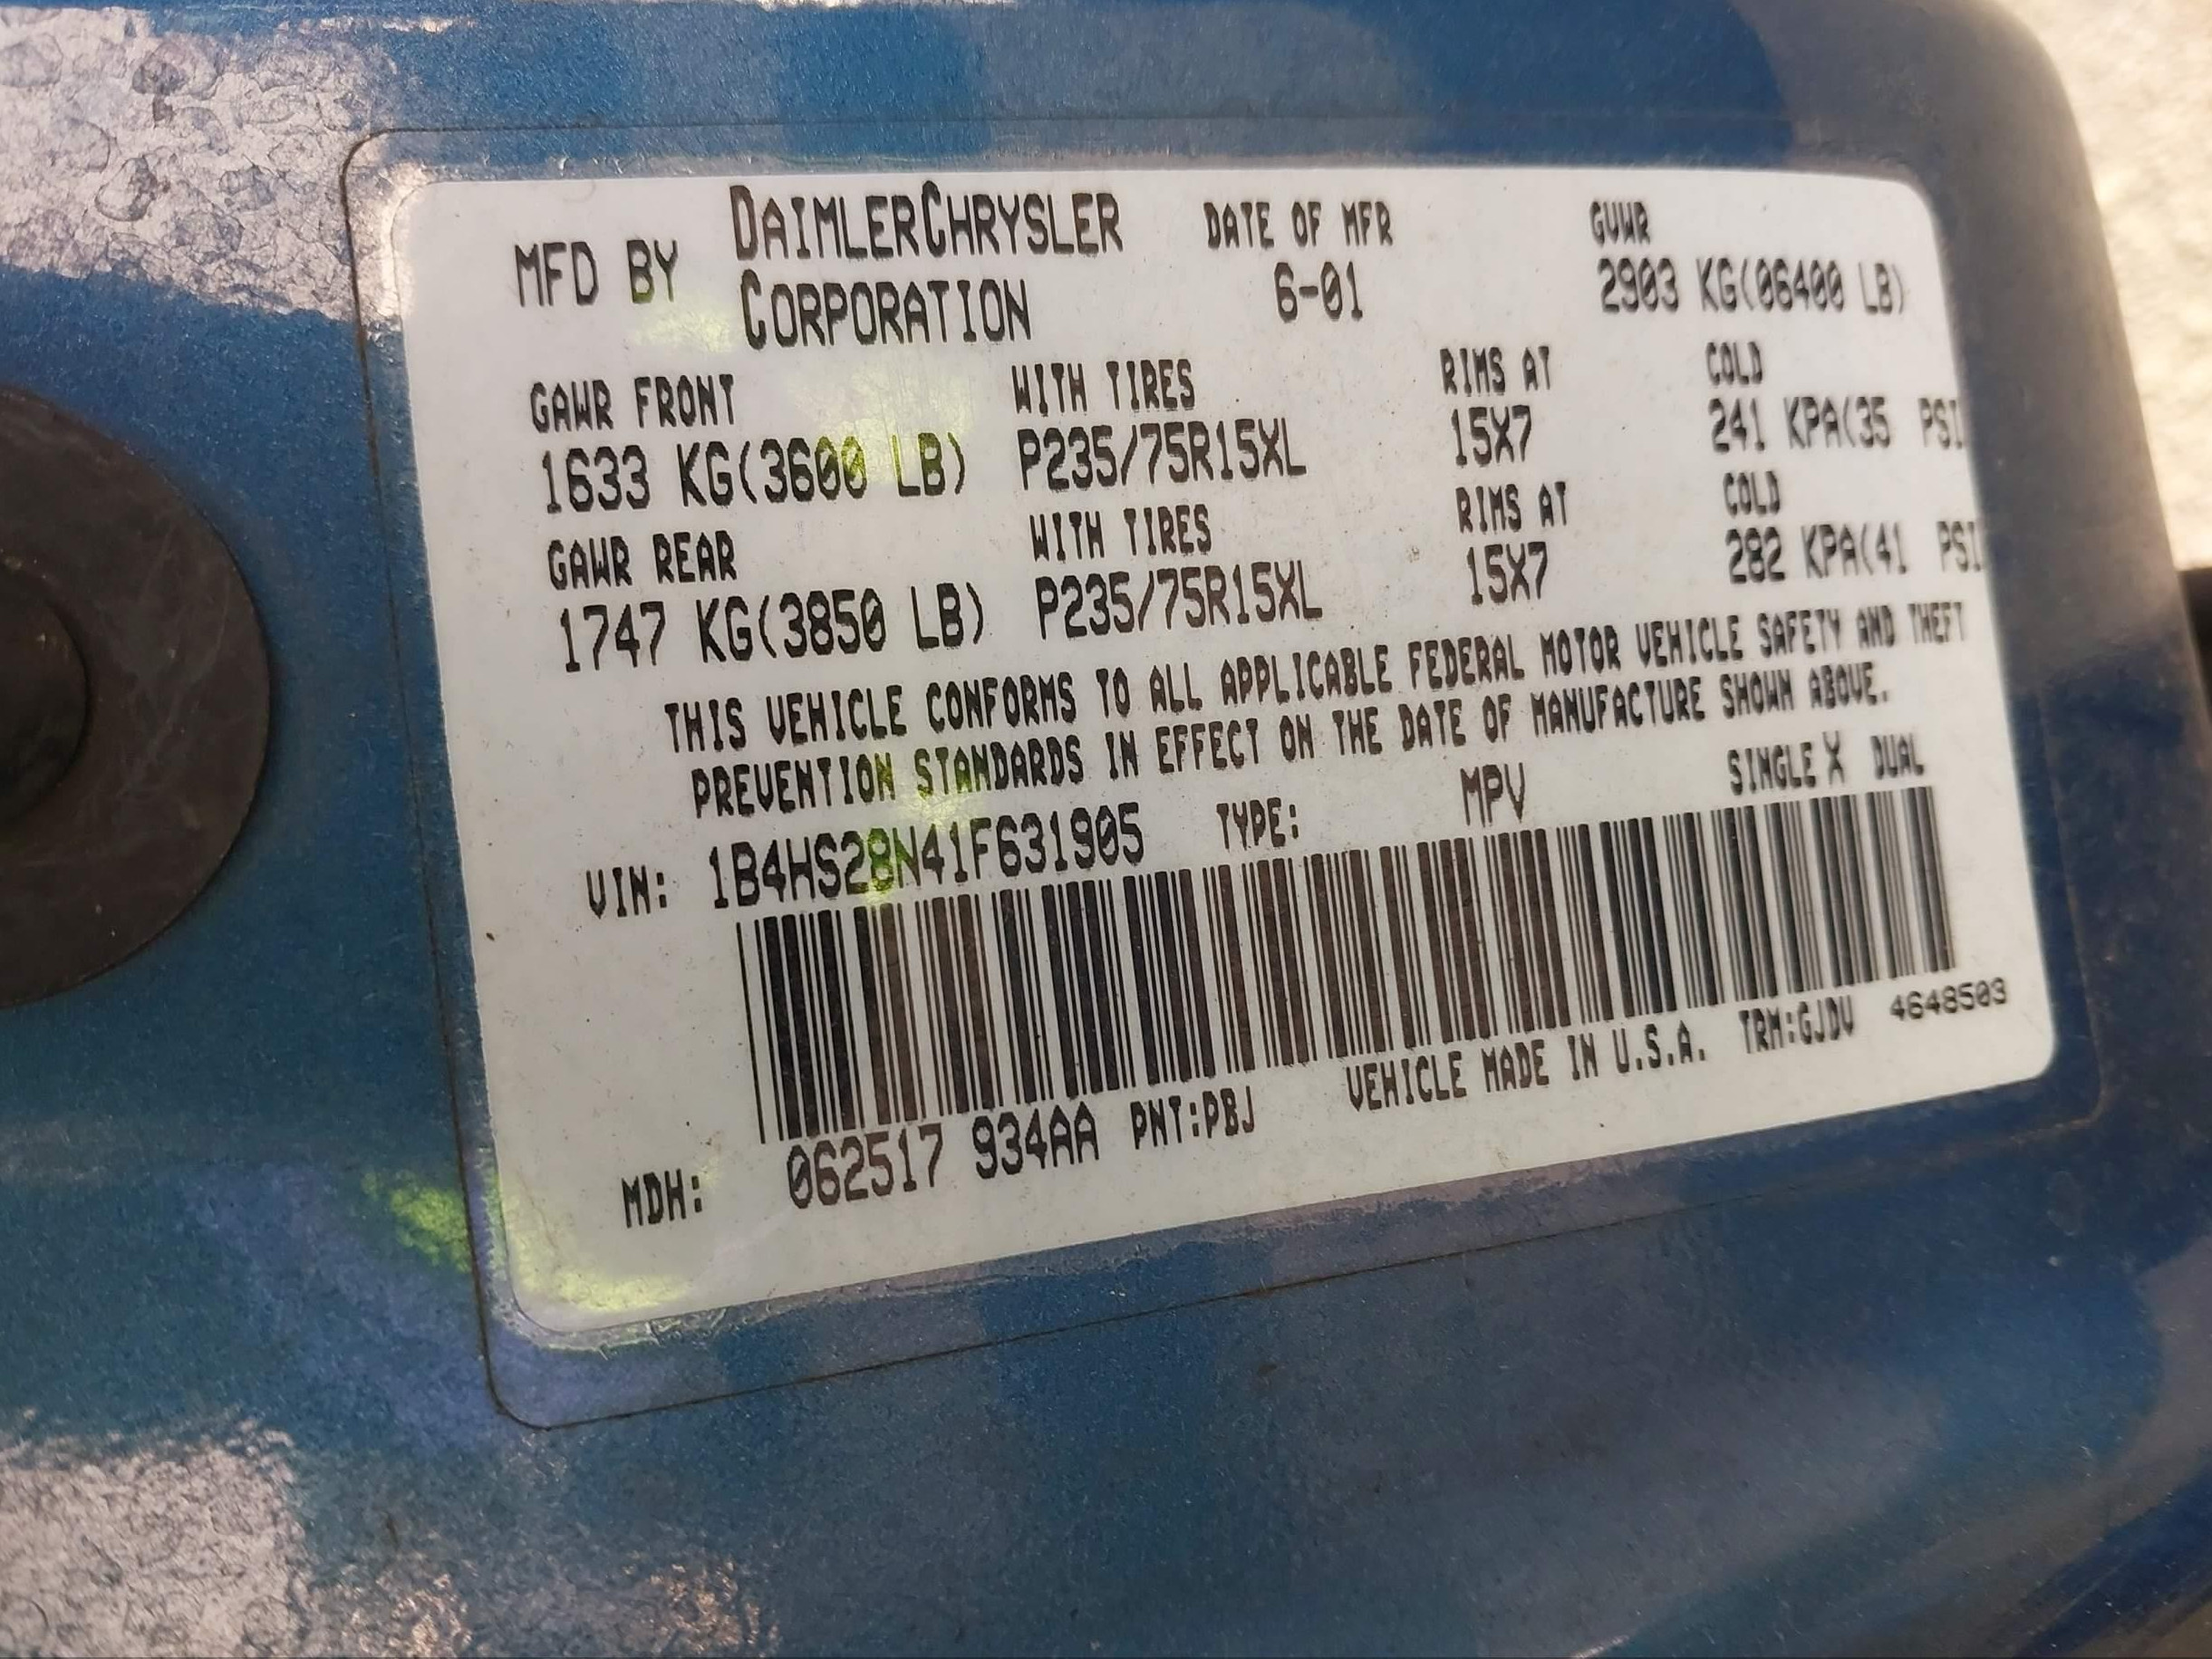 MFD BY DAIMLERCHRYSLER CORPORATION DATE OF MFR 6-01 GVWR 2903 KG(06400 LB)
GAWR FRONT WITH TIRES RIMS AT COLD
1633 KG(3600 LB) P235/75R15XL 15X7 241 KPA(35 PSI
GAWR REAR WITH TIRES RIMS AT COLD
1747 KG(3850 LB) P235/75R15XL 15X7 282 KPA(41 PSI
THIS VEHICLE CONFORMS TO ALL APPLICABLE FEDERAL MOTOR VEHICLE SAFETY AND THEFT
PREVENTION STANDARDS IN EFFECT ON THE DATE OF MANUFACTURE SHOWN ABOVE.
VIN: 1B4HS28N41F631905 TYPE: MPV SINGLE X DUAL
MDH: 062517 934AA PNT:PBJ VEHICLE MADE IN U.S.A. TRM:GJDV 4648503